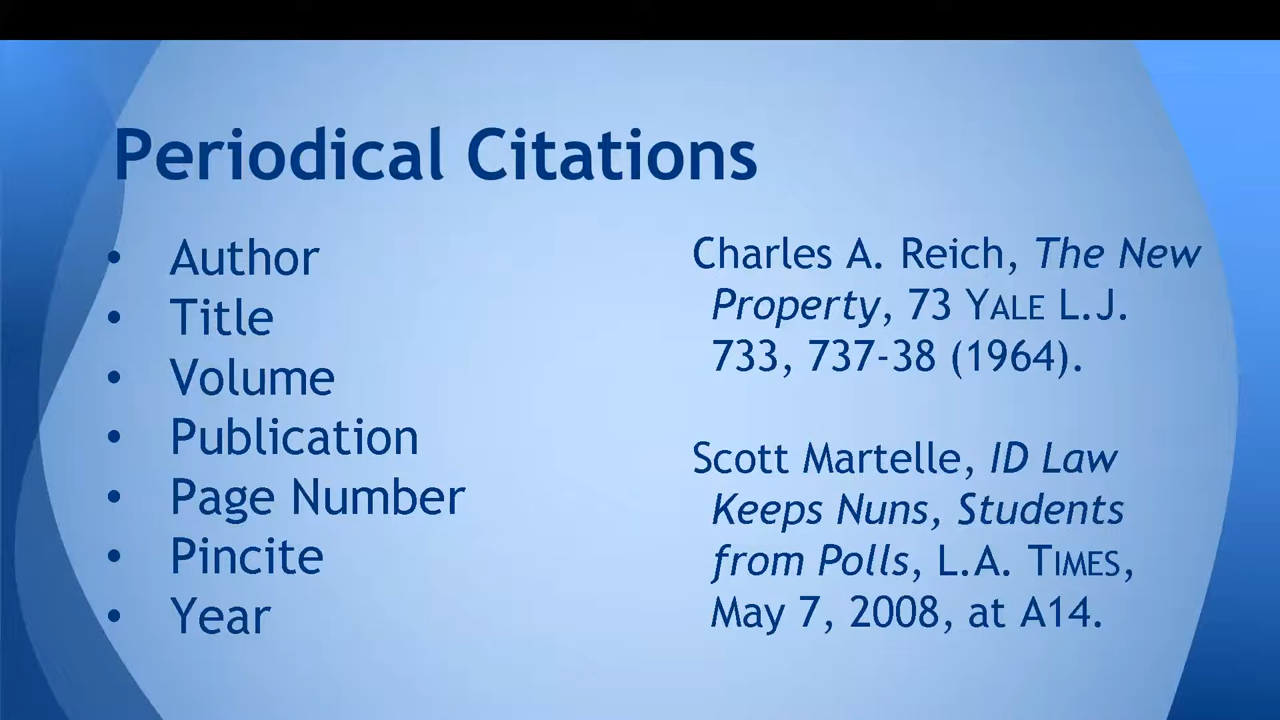 Periodical Citations
• Author
• Title
• Volume
• Publication
• Page Number
• Pincite
• Year
Charles A. Reich, The New
Property, 73 YALE L.J.
733, 737-38 (1964).
Scott Martelle, ID Law
Keeps Nuns, Students
from Polls, L.A. TIMES,
May 7, 2008, at A14.